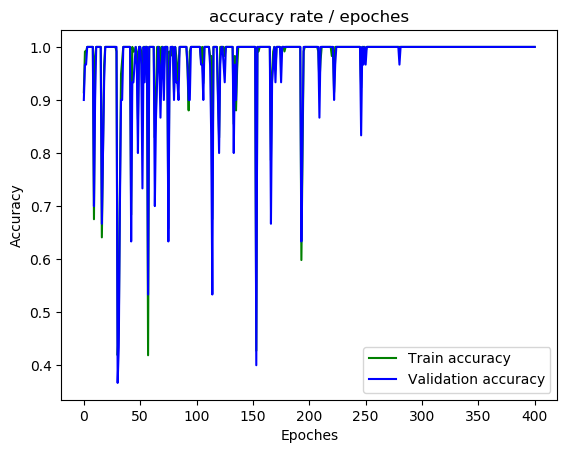 accuracy rate / epoches
1.0
0.9
0.8
0.7
0.6
0.5
0.4
Accuracy
Train accuracy
Validation accuracy
0 50 100 150 200 250 300 350 400
Epoches